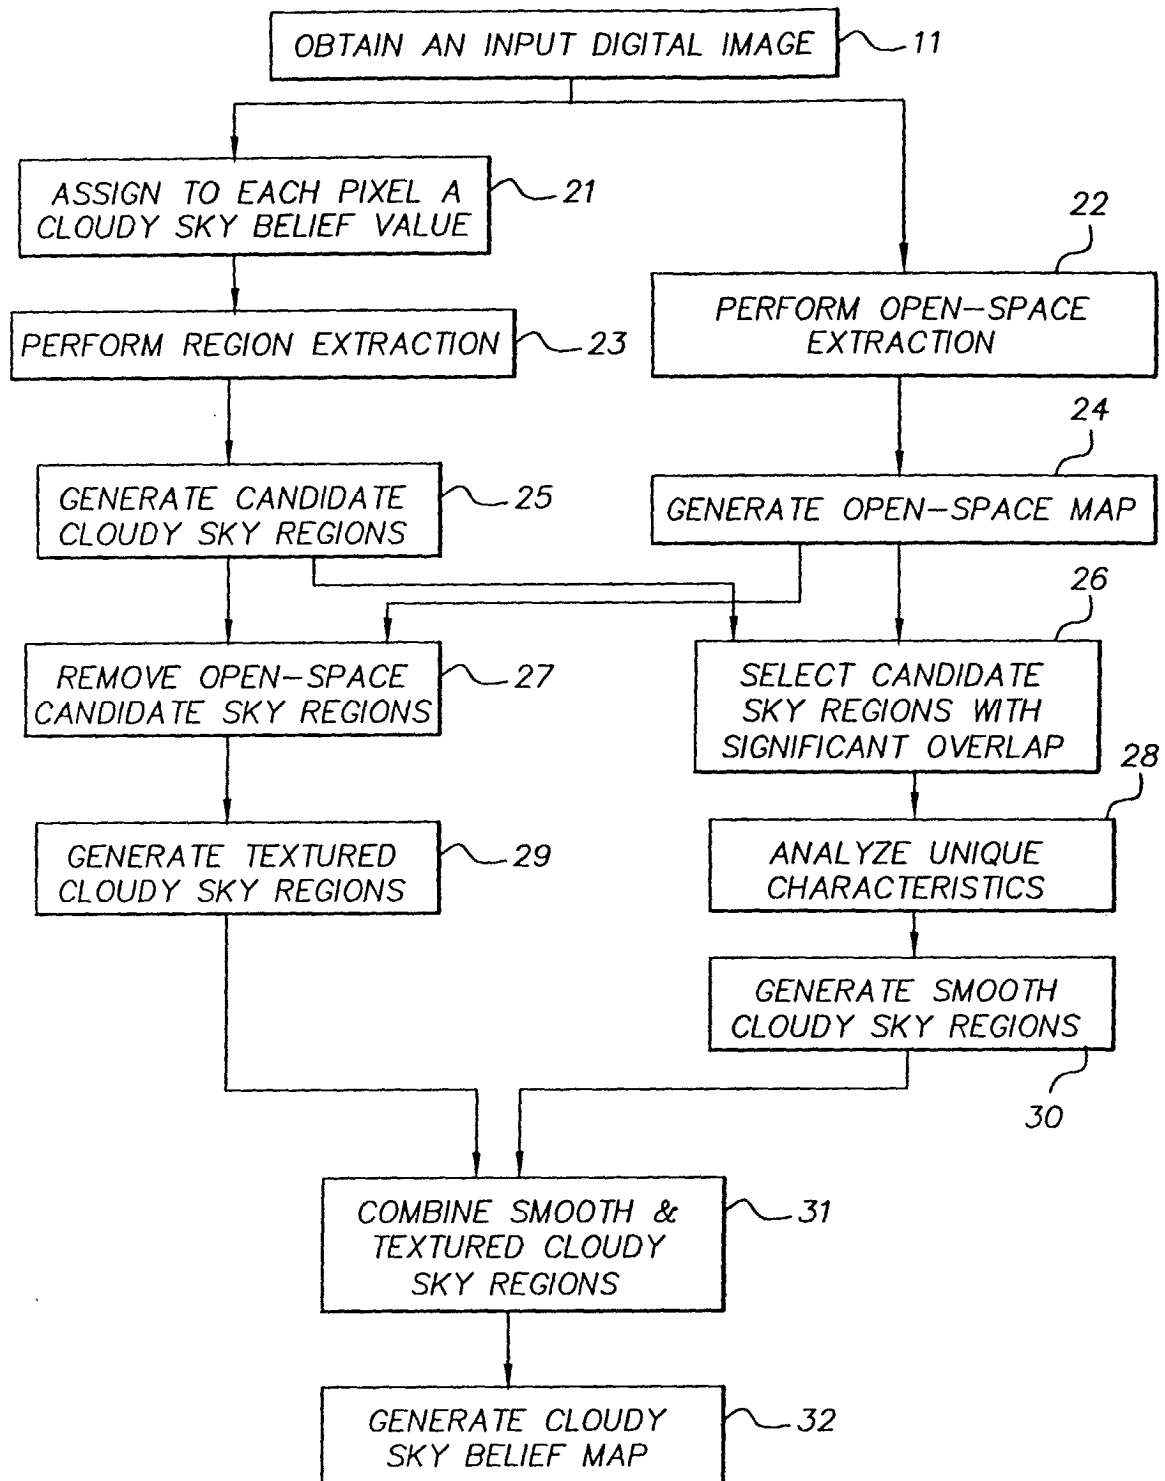 OBTAIN AN INPUT DIGITAL IMAGE
11
ASSIGN TO EACH PIXEL A
CLOUDY SKY BELIEF VALUE
21
22
PERFORM OPEN-SPACE
EXTRACTION
PERFORM REGION EXTRACTION
23
24
GENERATE CANDIDATE
CLOUDY SKY REGIONS
25
GENERATE OPEN-SPACE MAP
26
REMOVE OPEN-SPACE
CANDIDATE SKY REGIONS
27
SELECT CANDIDATE
SKY REGIONS WITH
SIGNIFICANT OVERLAP
28
GENERATE TEXTURED
CLOUDY SKY REGIONS
29
ANALYZE UNIQUE
CHARACTERISTICS
GENERATE SMOOTH
CLOUDY SKY REGIONS
30
COMBINE SMOOTH &
TEXTURED CLOUDY
SKY REGIONS
31
GENERATE CLOUDY
SKY BELIEF MAP
32